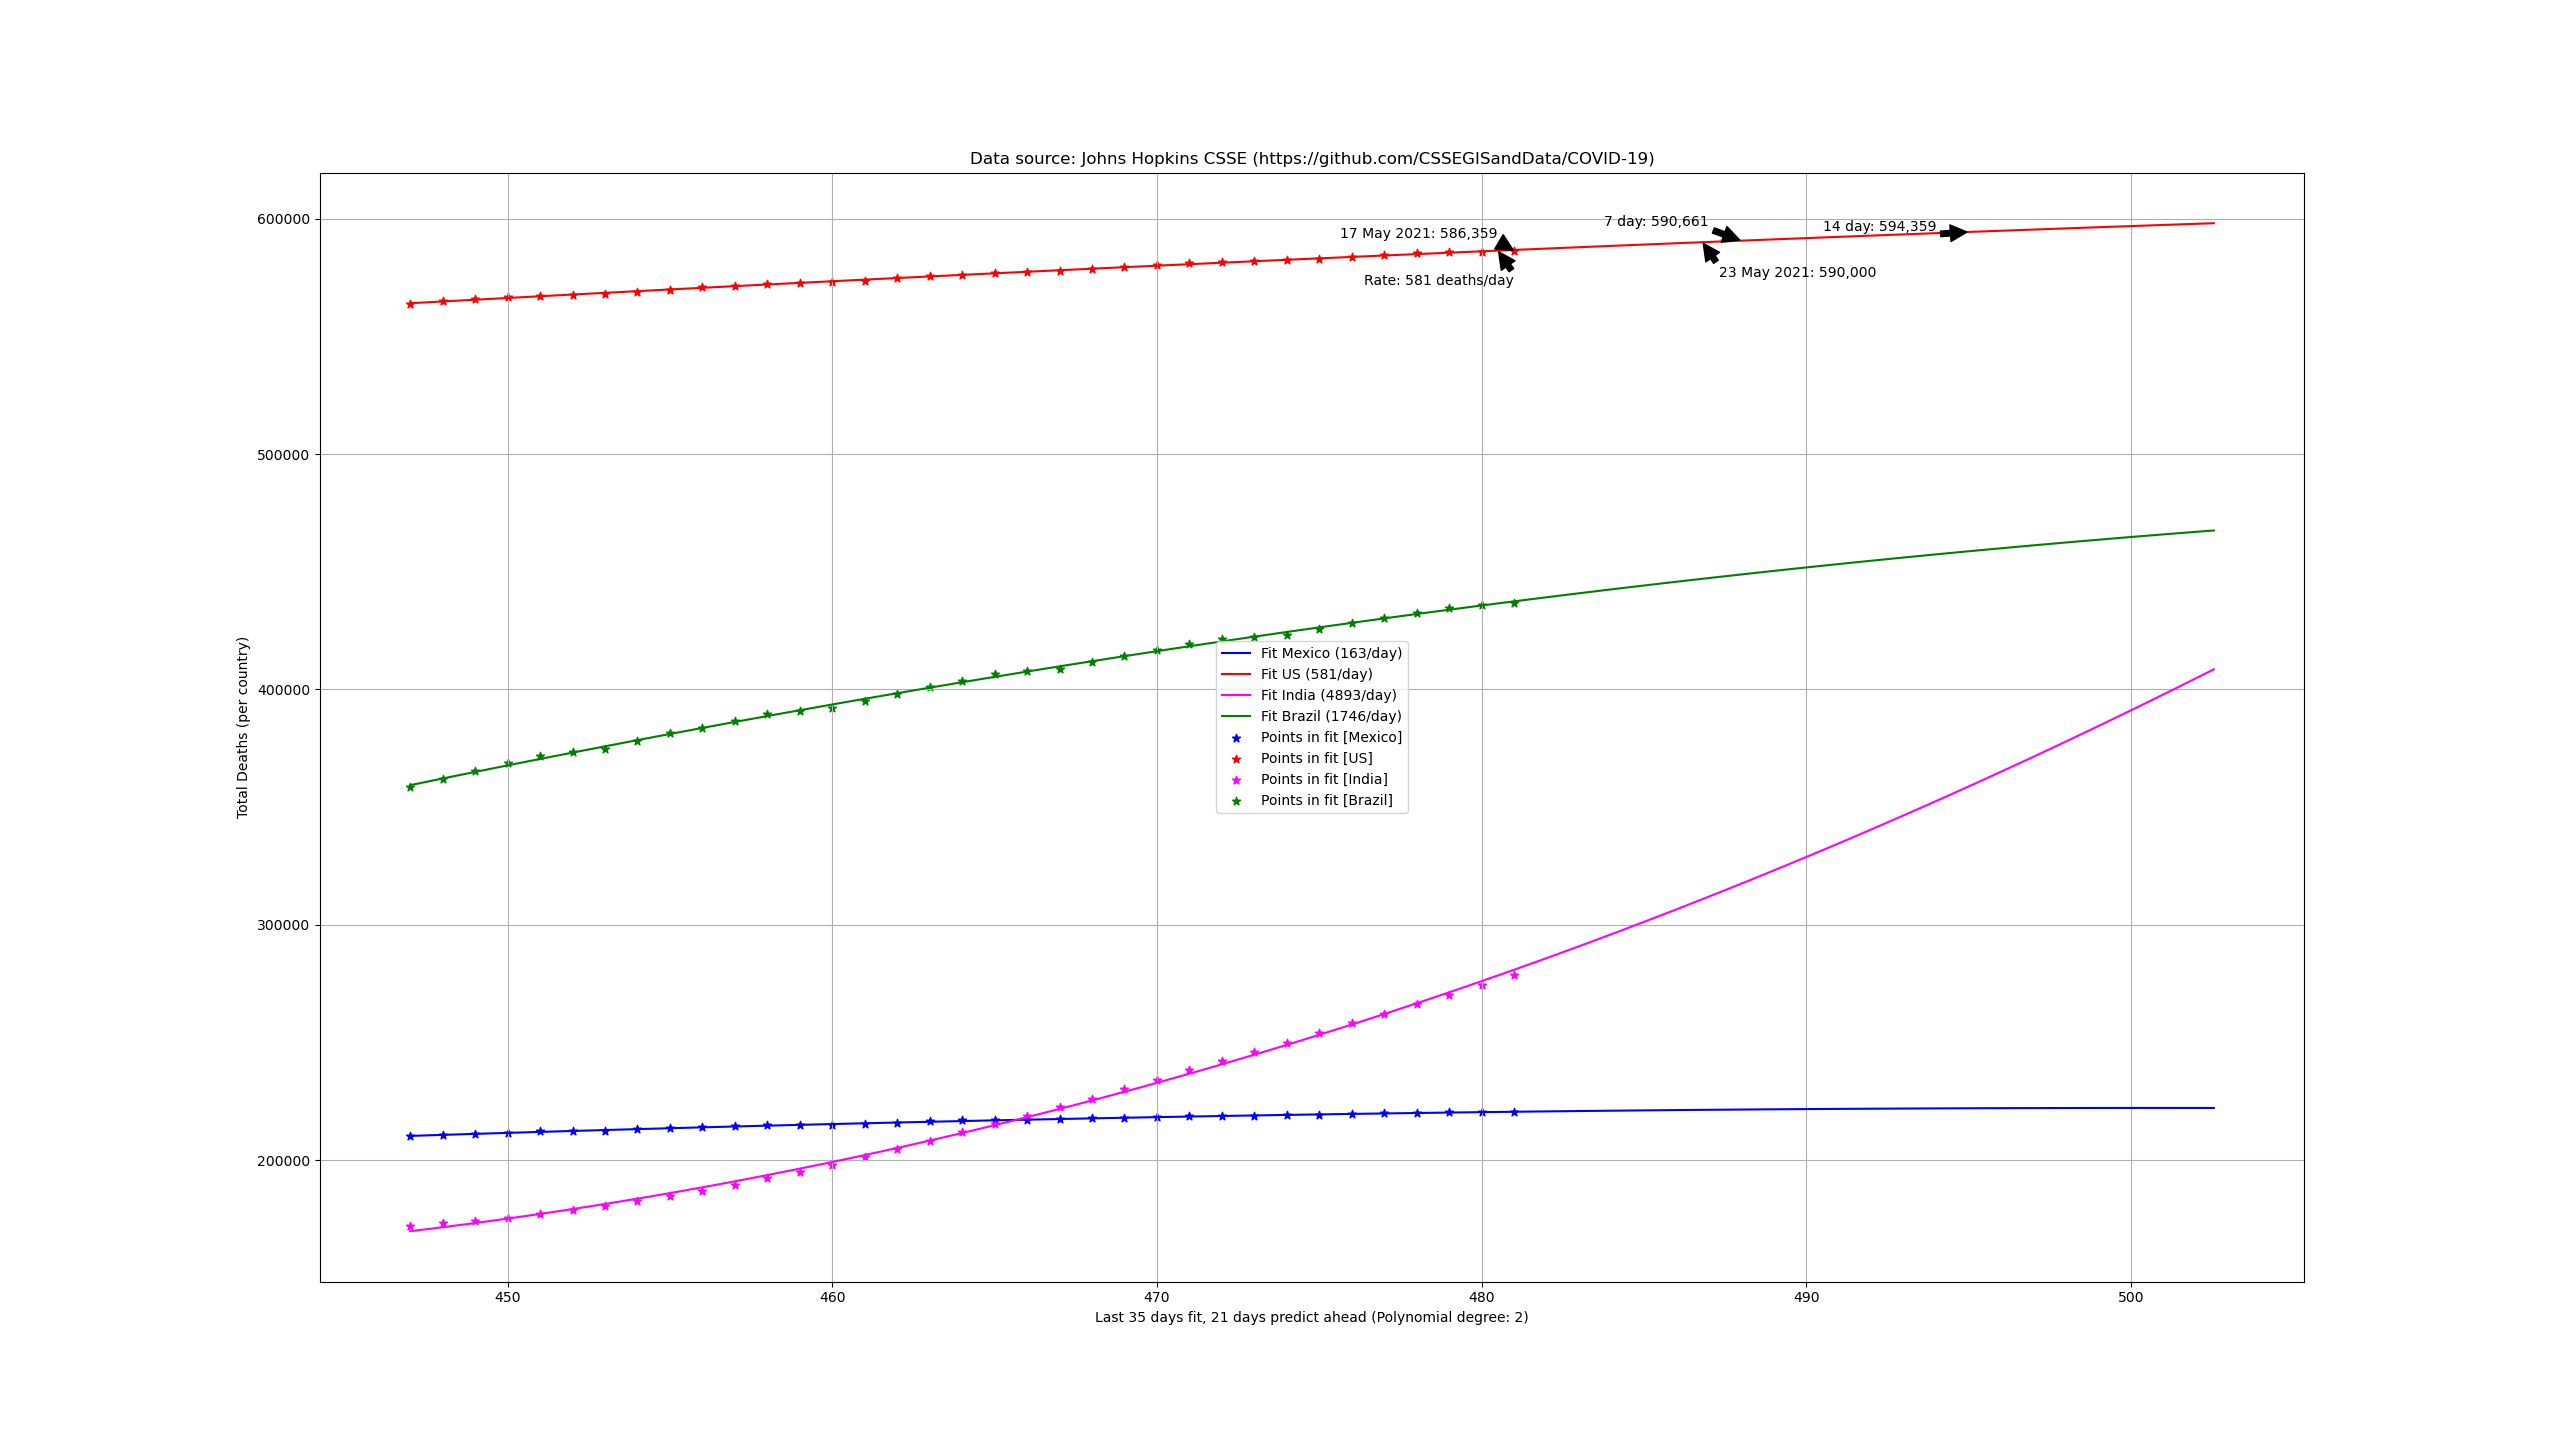 Data source: Johns Hopkins CSSE (https://github.com/CSSEGISandData/COVID-19)
600000
500000
400000
300000
200000
Total Deaths (per country)
17 May 2021: 586,359
Rate: 581 deaths/day
7 day: 590,661
23 May 2021: 590,000
14 day: 594,359
Fit Mexico (163/day)
Fit US (581/day)
Fit India (4893/day)
Fit Brazil (1746/day)
Points in fit [Mexico]
Points in fit [US]
Points in fit [India]
Points in fit [Brazil]
450 460 470 480 490 500
Last 35 days fit, 21 days predict ahead (Polynomial degree: 2)